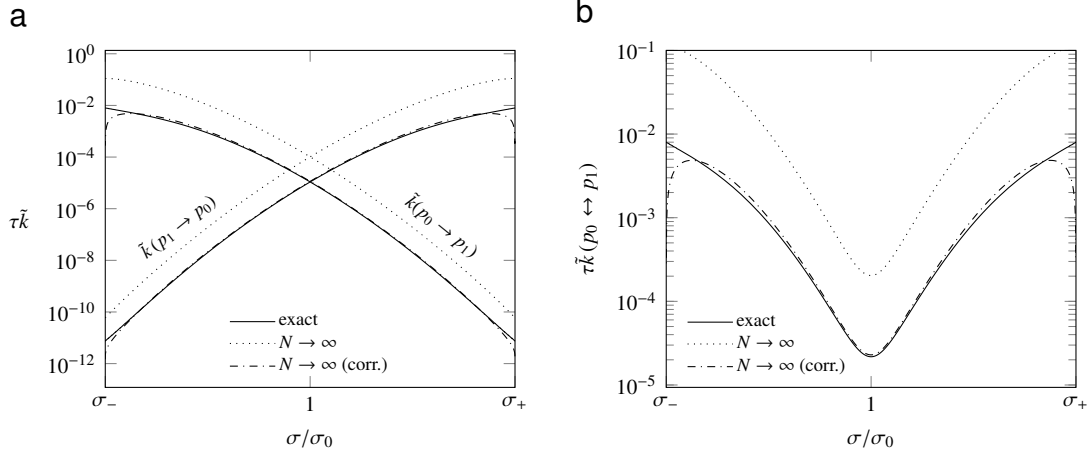 a
10⁰
10⁻²
10⁻⁴
10⁻⁶
10⁻⁸
10⁻¹⁰
10⁻¹²
τk̃
k̃(p₁ → p₀)
k̃(p₀ → p₁)
exact
N → ∞
N → ∞ (corr.)
σ₋
1
σ₊
σ/σ₀
b
10⁻¹
10⁻²
10⁻³
10⁻⁴
10⁻⁵
τk̃(p₀ ↔ p₁)
exact
N → ∞
N → ∞ (corr.)
σ₋
1
σ₊
σ/σ₀